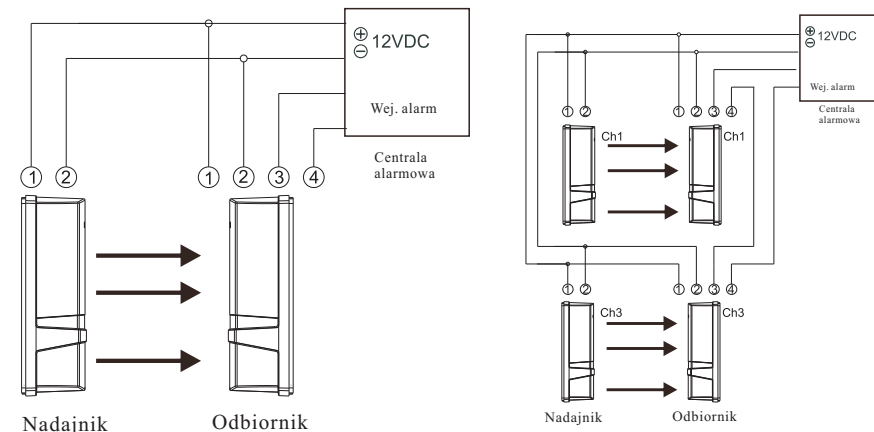 ⊕ 12VDC
⊖
Wej. alarm
Centrala
alarmowa
① ② ① ② ③ ④
Nadajnik Odbiornik
⊕ 12VDC
⊖
Wej. alarm
Centrala
alarmowa
① ② ① ② ③ ④
Ch1 Ch1
① ② ① ② ③ ④
Ch3 Ch3
Nadajnik Odbiornik